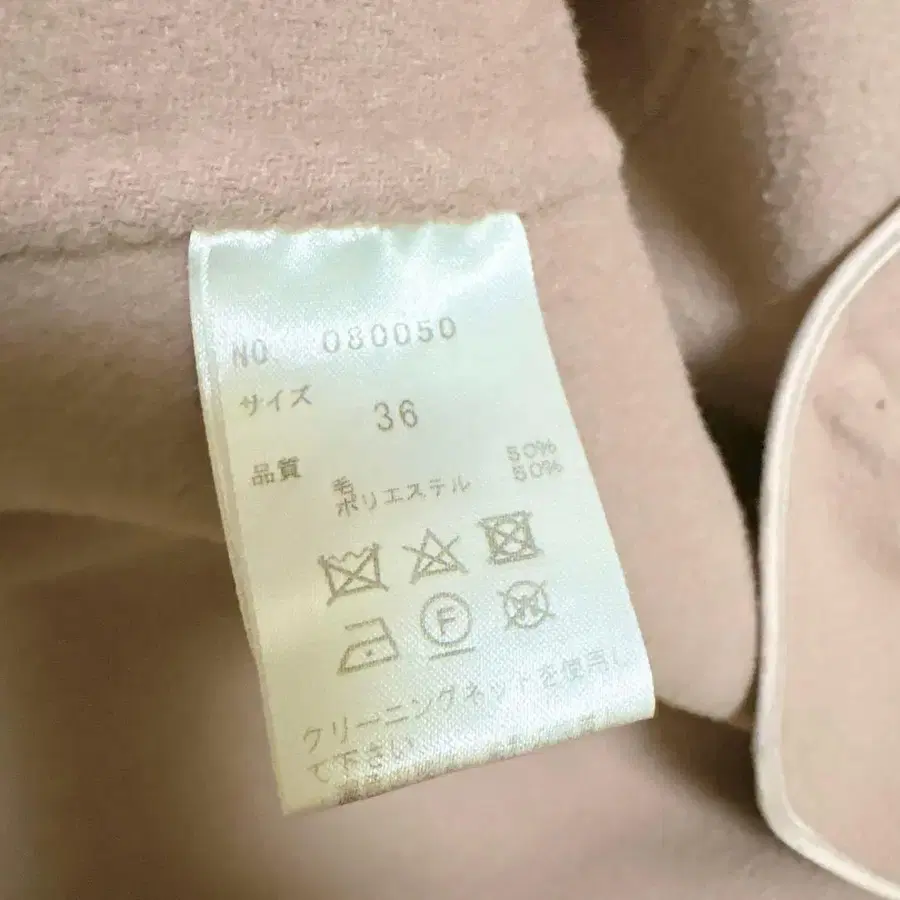 NO 080050
サイズ 36
品質 毛 50%
ポリエステル 50%
F
W
クリーニングネットを使用し
て下さい